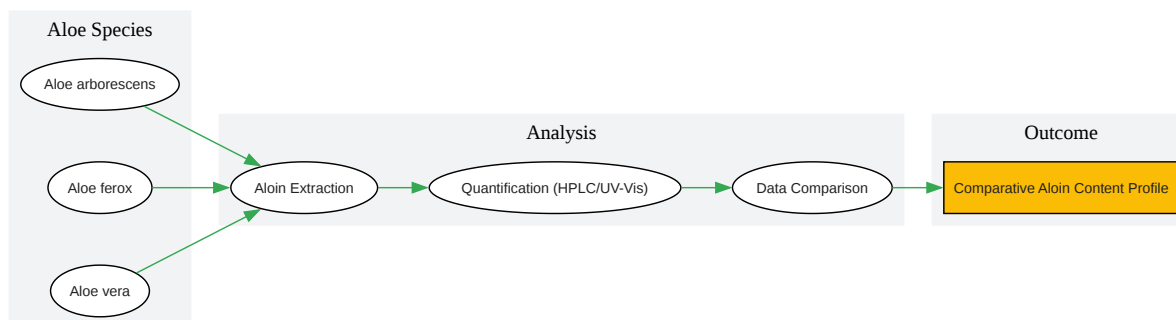 Aloe Species
Aloe arborescens
Aloe ferox
Aloe vera
Analysis
Aloin Extraction
Quantification (HPLC/UV-Vis)
Data Comparison
Outcome
Comparative Aloin Content Profile